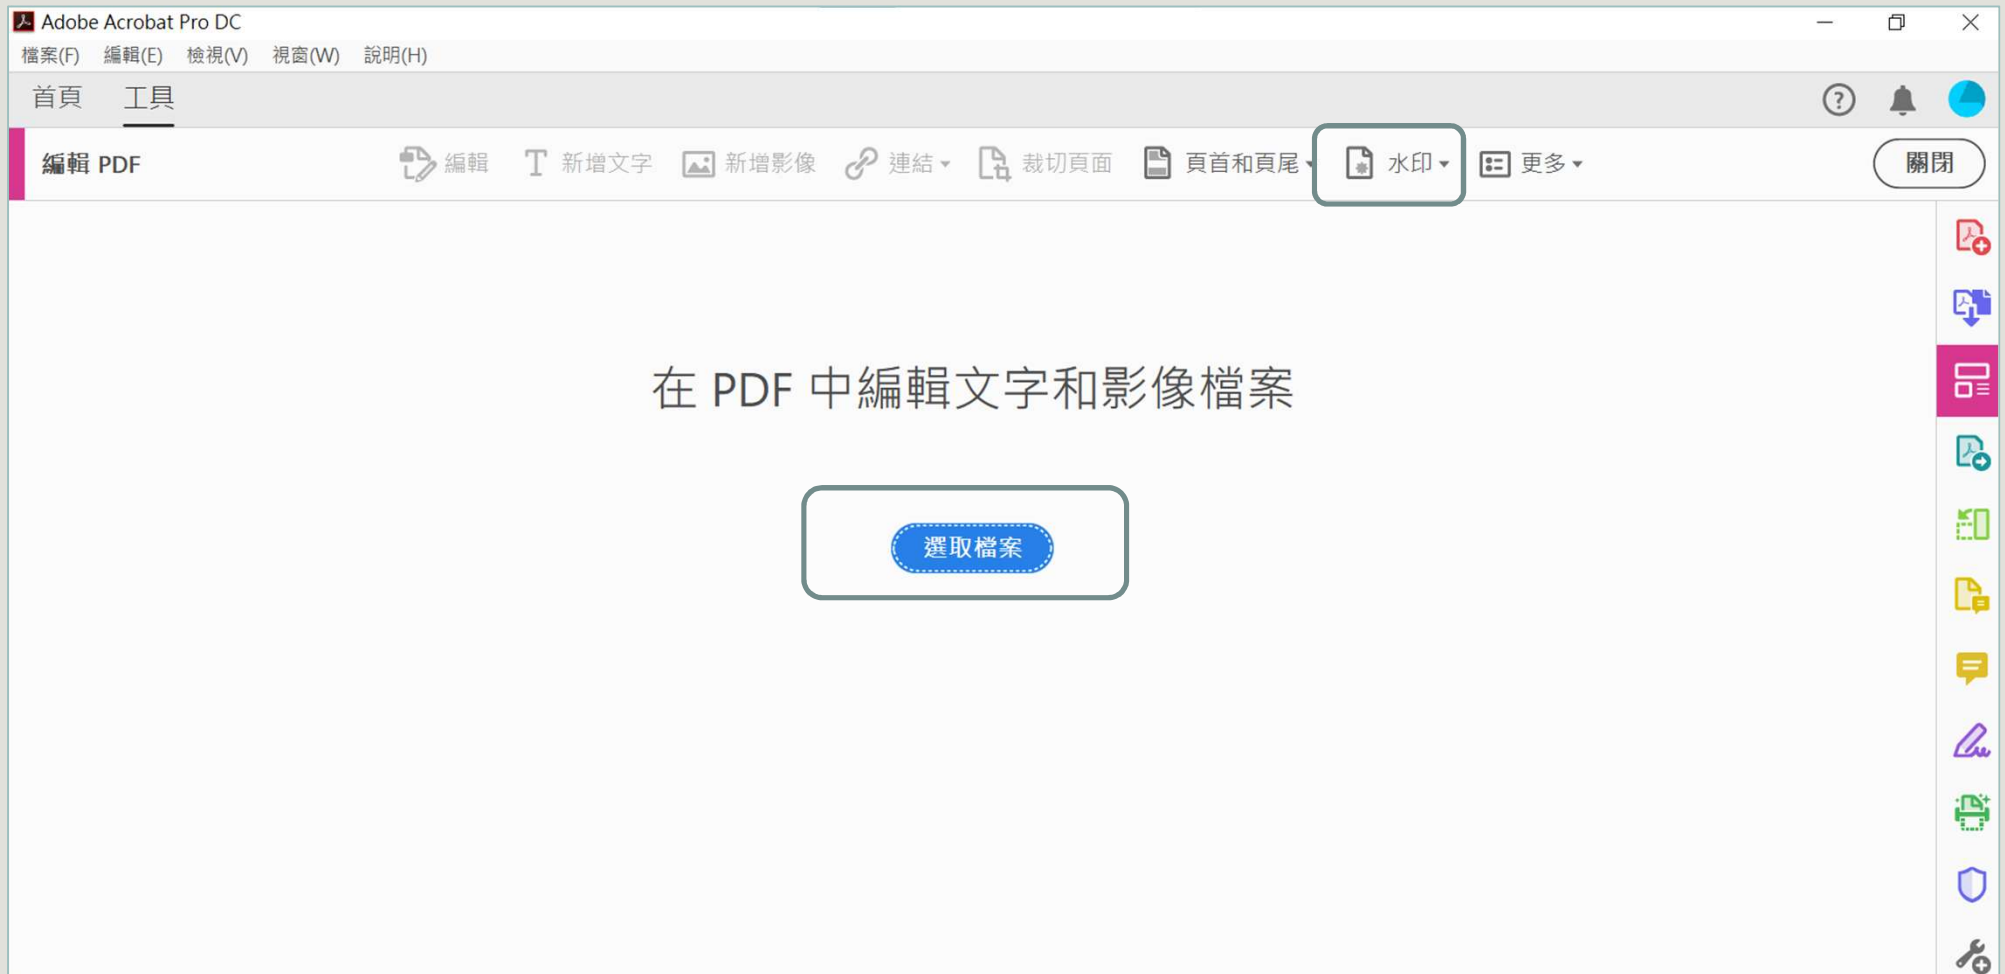 Adobe Acrobat Pro DC
檔案(F) 編輯(E) 檢視(V) 視窗(W) 說明(H)
首頁 工具
編輯 PDF 編輯 新增文字 新增影像 連結 裁切頁面 頁首和頁尾 水印 更多 關閉
在 PDF 中編輯文字和影像檔案
選取檔案